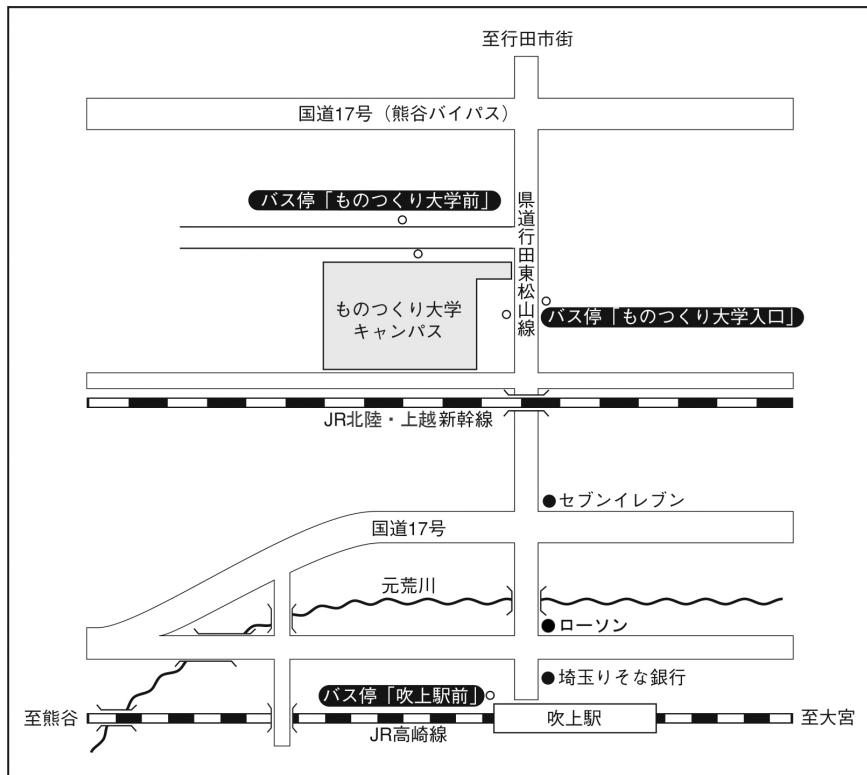 至行田市街
国道17号（熊谷バイパス）
バス停「ものつくり大学前」
県道行田東松山線
ものつくり大学
キャンパス
バス停「ものつくり大学入口」
JR北陸・上越新幹線
セブンイレブン
国道17号
元荒川
ローソン
埼玉りそな銀行
バス停「吹上駅前」
至熊谷
吹上駅
至大宮
JR高崎線